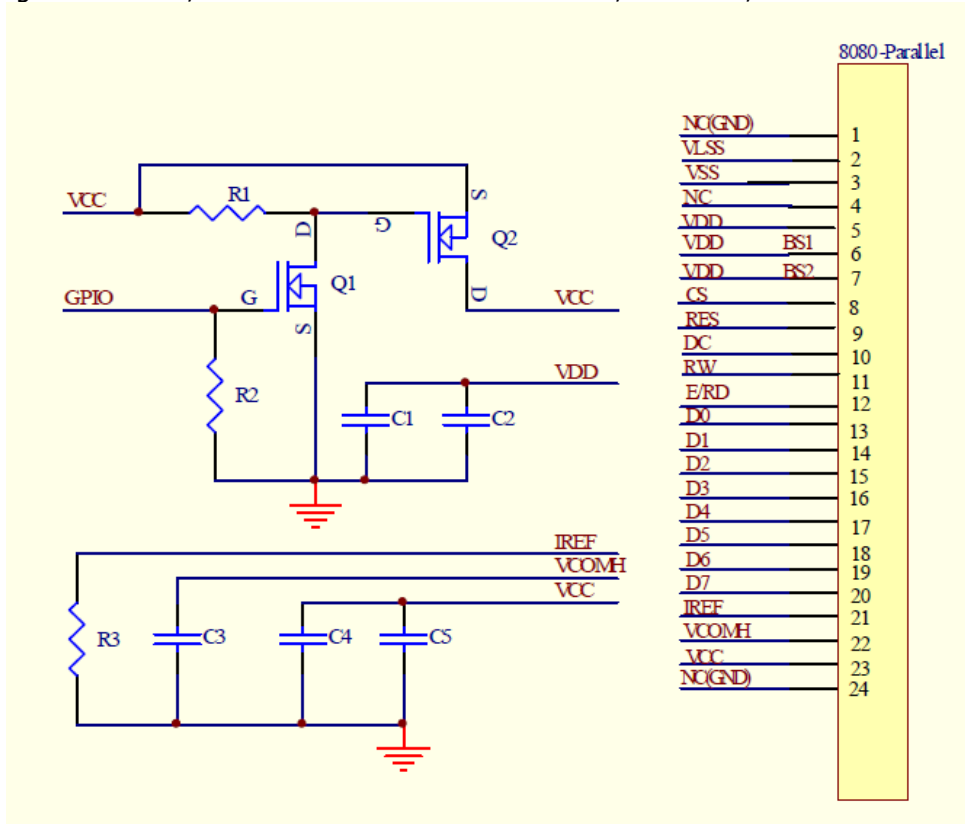 8080-Parallel
NC(GND) 1
VLSS 2
VSS 3
NC 4
VDD 5
VDD BS1 6
VDD BS2 7
CS 8
RES 9
DC 10
RW 11
E/RD 12
D0 13
D1 14
D2 15
D3 16
D4 17
D5 18
D6 19
D7 20
IREF 21
VCOMH 22
VCC 23
NC(GND) 24
VCC
R1
S
D
G
Q2
Q1
GPIO
G
S
D
VCC
R2
VDD
C1
C2
IREF
VCOMH
VCC
R3
C3
C4
C5